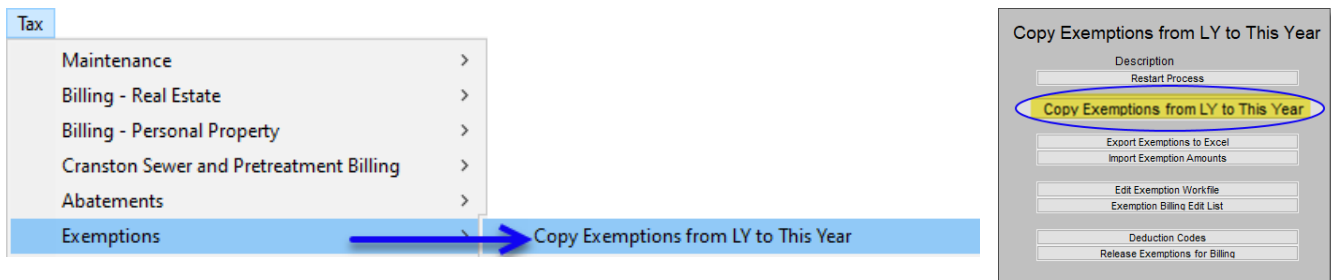 Tax
Maintenance
Billing - Real Estate
Billing - Personal Property
Cranston Sewer and Pretreatment Billing
Abatements
Exemptions
Copy Exemptions from LY to This Year
Copy Exemptions from LY to This Year
Description
Restart Process
Copy Exemptions from LY to This Year
Export Exemptions to Excel
Import Exemption Amounts
Edit Exemption Workfile
Exemption Billing Edit List
Deduction Codes
Release Exemptions for Billing